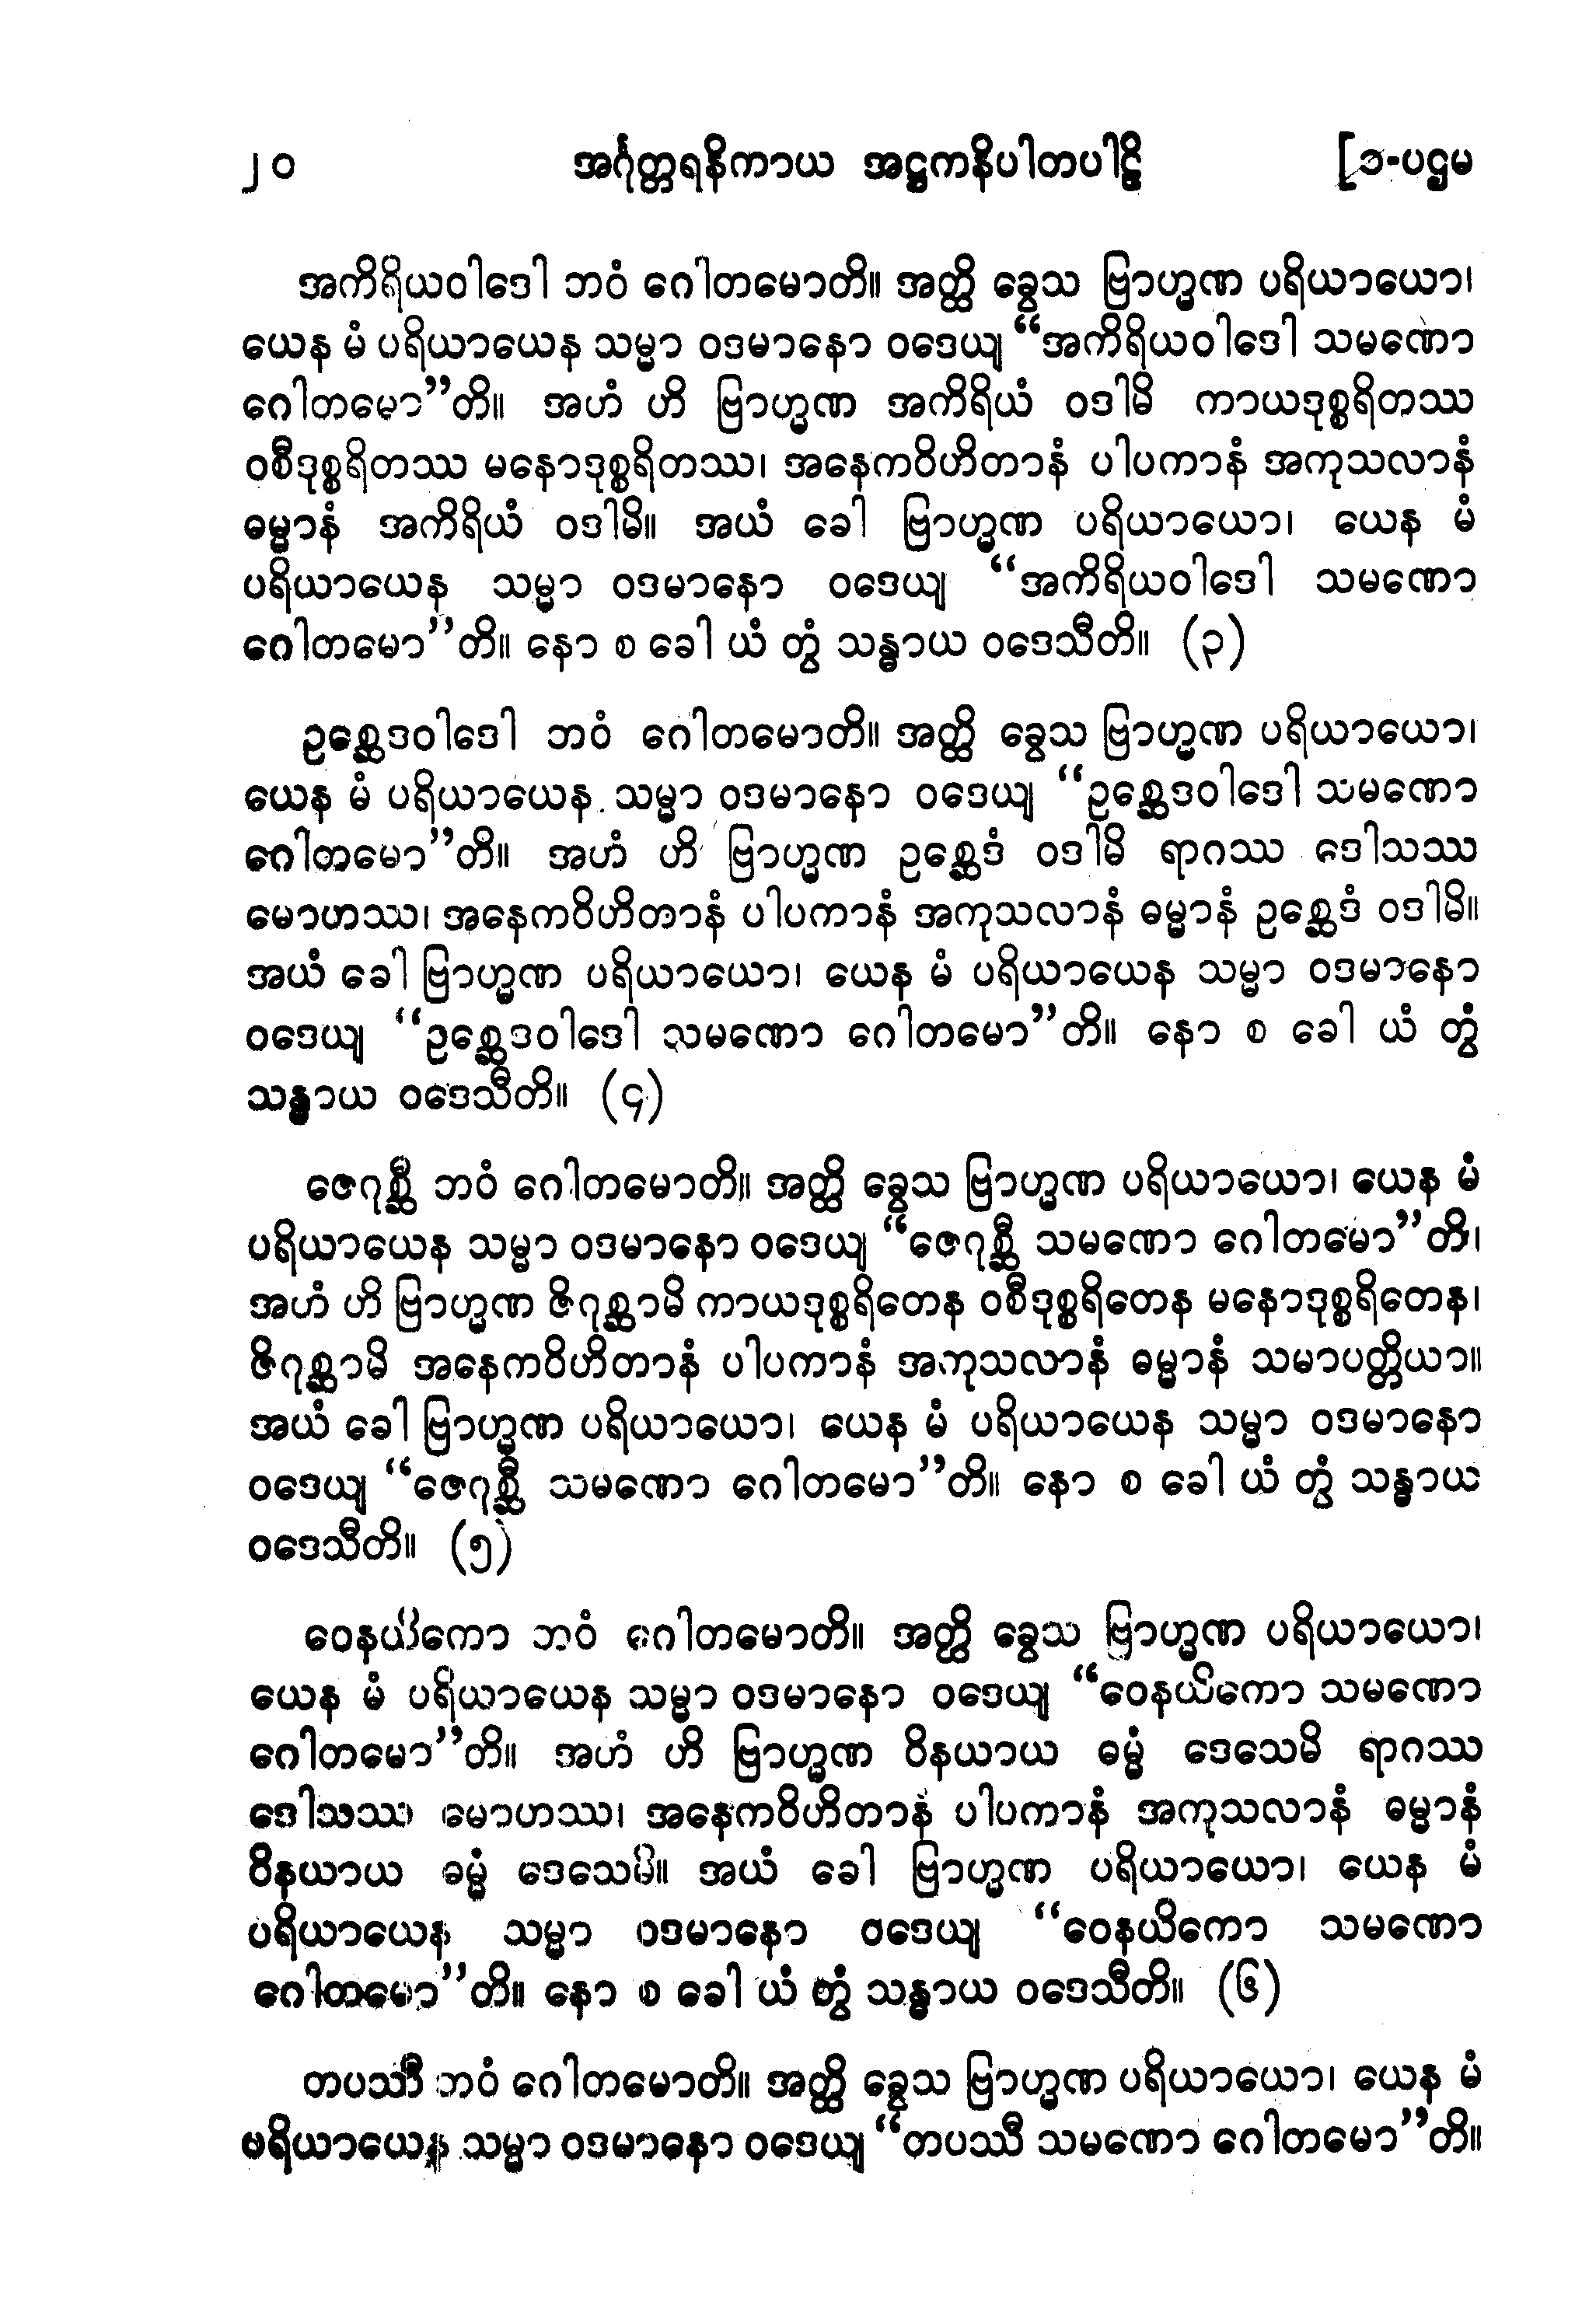 ၂၀ အင်္ဂုတ္တရနိကာယ အဋ္ဌကနိပါတပါဠိ [၁-ပဌမ
အကိရိယဝါဒေါ ဘဝံ ဂေါတမောတိ။ အတ္ထိ ခွေသ ဗြာဟ္မဏ ပရိယာယော၊
ယေန မံ ပရိယာယေန သမ္မာ ဝဒမာနော ဝဒေယျ “အကိရိယဝါဒေါ သမဏော
ဂေါတမော”တိ။ အဟံ ဟိ ဗြာဟ္မဏ အကိရိယံ ဝဒါမိ ကာယဒုစ္စရိတဿ
ဝစီဒုစ္စရိတဿ မနောဒုစ္စရိတဿ၊ အနေကဝိဟိတာနံ ပါပကာနံ အကုသလာနံ
ဓမ္မာနံ အကိရိယံ ဝဒါမိ။ အယံ ခေါ ဗြာဟ္မဏ ပရိယာယော၊ ယေန မံ
ပရိယာယေန သမ္မာ ဝဒမာနော ဝဒေယျ “အကိရိယဝါဒေါ သမဏော
ဂေါတမော”တိ။ နော စ ခေါ ယံ တွံ သန္ဓာယ ဝဒေသီတိ။ (၃)
ဥစ္ဆေဒဝါဒေါ ဘဝံ ဂေါတမောတိ။ အတ္ထိ ခွေသ ဗြာဟ္မဏ ပရိယာယော၊
ယေန မံ ပရိယာယေန သမ္မာ ဝဒမာနော ဝဒေယျ “ဥစ္ဆေဒဝါဒေါ သမဏော
ဂေါတမော”တိ။ အဟံ ဟိ ဗြာဟ္မဏ ဥစ္ဆေဒံ ဝဒါမိ ရာဂဿ ဒေါသဿ
မောဟဿ၊ အနေကဝိဟိတာနံ ပါပကာနံ အကုသလာနံ ဓမ္မာနံ ဥစ္ဆေဒံ ဝဒါမိ။
အယံ ခေါ ဗြာဟ္မဏ ပရိယာယော၊ ယေန မံ ပရိယာယေန သမ္မာ ဝဒမာနော
ဝဒေယျ “ဥစ္ဆေဒဝါဒေါ သမဏော ဂေါတမော”တိ။ နော စ ခေါ ယံ တွံ
သန္ဓာယ ဝဒေသီတိ။ (၄)
ဇေဂုစ္ဆီ ဘဝံ ဂေါတမောတိ။ အတ္ထိ ခွေသ ဗြာဟ္မဏ ပရိယာယော၊ ယေန မံ
ပရိယာယေန သမ္မာ ဝဒမာနော ဝဒေယျ “ဇေဂုစ္ဆီ သမဏော ဂေါတမော”တိ၊
အဟံ ဟိ ဗြာဟ္မဏ ဇိဂုစ္ဆာမိ ကာယဒုစ္စရိတေန ဝစီဒုစ္စရိတေန မနောဒုစ္စရိတေန၊
ဇိဂုစ္ဆာမိ အနေကဝိဟိတာနံ ပါပကာနံ အကုသလာနံ ဓမ္မာနံ သမာပတ္တိယာ။
အယံ ခေါ ဗြာဟ္မဏ ပရိယာယော၊ ယေန မံ ပရိယာယေန သမ္မာ ဝဒမာနော
ဝဒေယျ “ဇေဂုစ္ဆီ သမဏော ဂေါတမော”တိ။ နော စ ခေါ ယံ တွံ သန္ဓာယ
ဝဒေသီတိ။ (၅)
ဝေနယိကော ဘဝံ ဂေါတမောတိ။ အတ္ထိ ခွေသ ဗြာဟ္မဏ ပရိယာယော၊
ယေန မံ ပရိယာယေန သမ္မာ ဝဒမာနော ဝဒေယျ “ဝေနယိကော သမဏော
ဂေါတမော”တိ။ အဟံ ဟိ ဗြာဟ္မဏ ဝိနယာယ ဓမ္မံ ဒေသေမိ ရာဂဿ
ဒေါသဿ မောဟဿ၊ အနေကဝိဟိတာနံ ပါပကာနံ အကုသလာနံ ဓမ္မာနံ
ဝိနယာယ ဓမ္မံ ဒေသေမိ။ အယံ ခေါ ဗြာဟ္မဏ ပရိယာယော၊ ယေန မံ
ပရိယာယေန သမ္မာ ဝဒမာနော ဝဒေယျ “ဝေနယိကော သမဏော
ဂေါတမော”တိ။ နော စ ခေါ ယံ တွံ သန္ဓာယ ဝဒေသီတိ။ (၆)
တပဿီ ဘဝံ ဂေါတမောတိ။ အတ္ထိ ခွေသ ဗြာဟ္မဏ ပရိယာယော၊ ယေန မံ
ပရိယာယေန သမ္မာ ဝဒမာနော ဝဒေယျ “တပဿီ သမဏော ဂေါတမော”တိ။